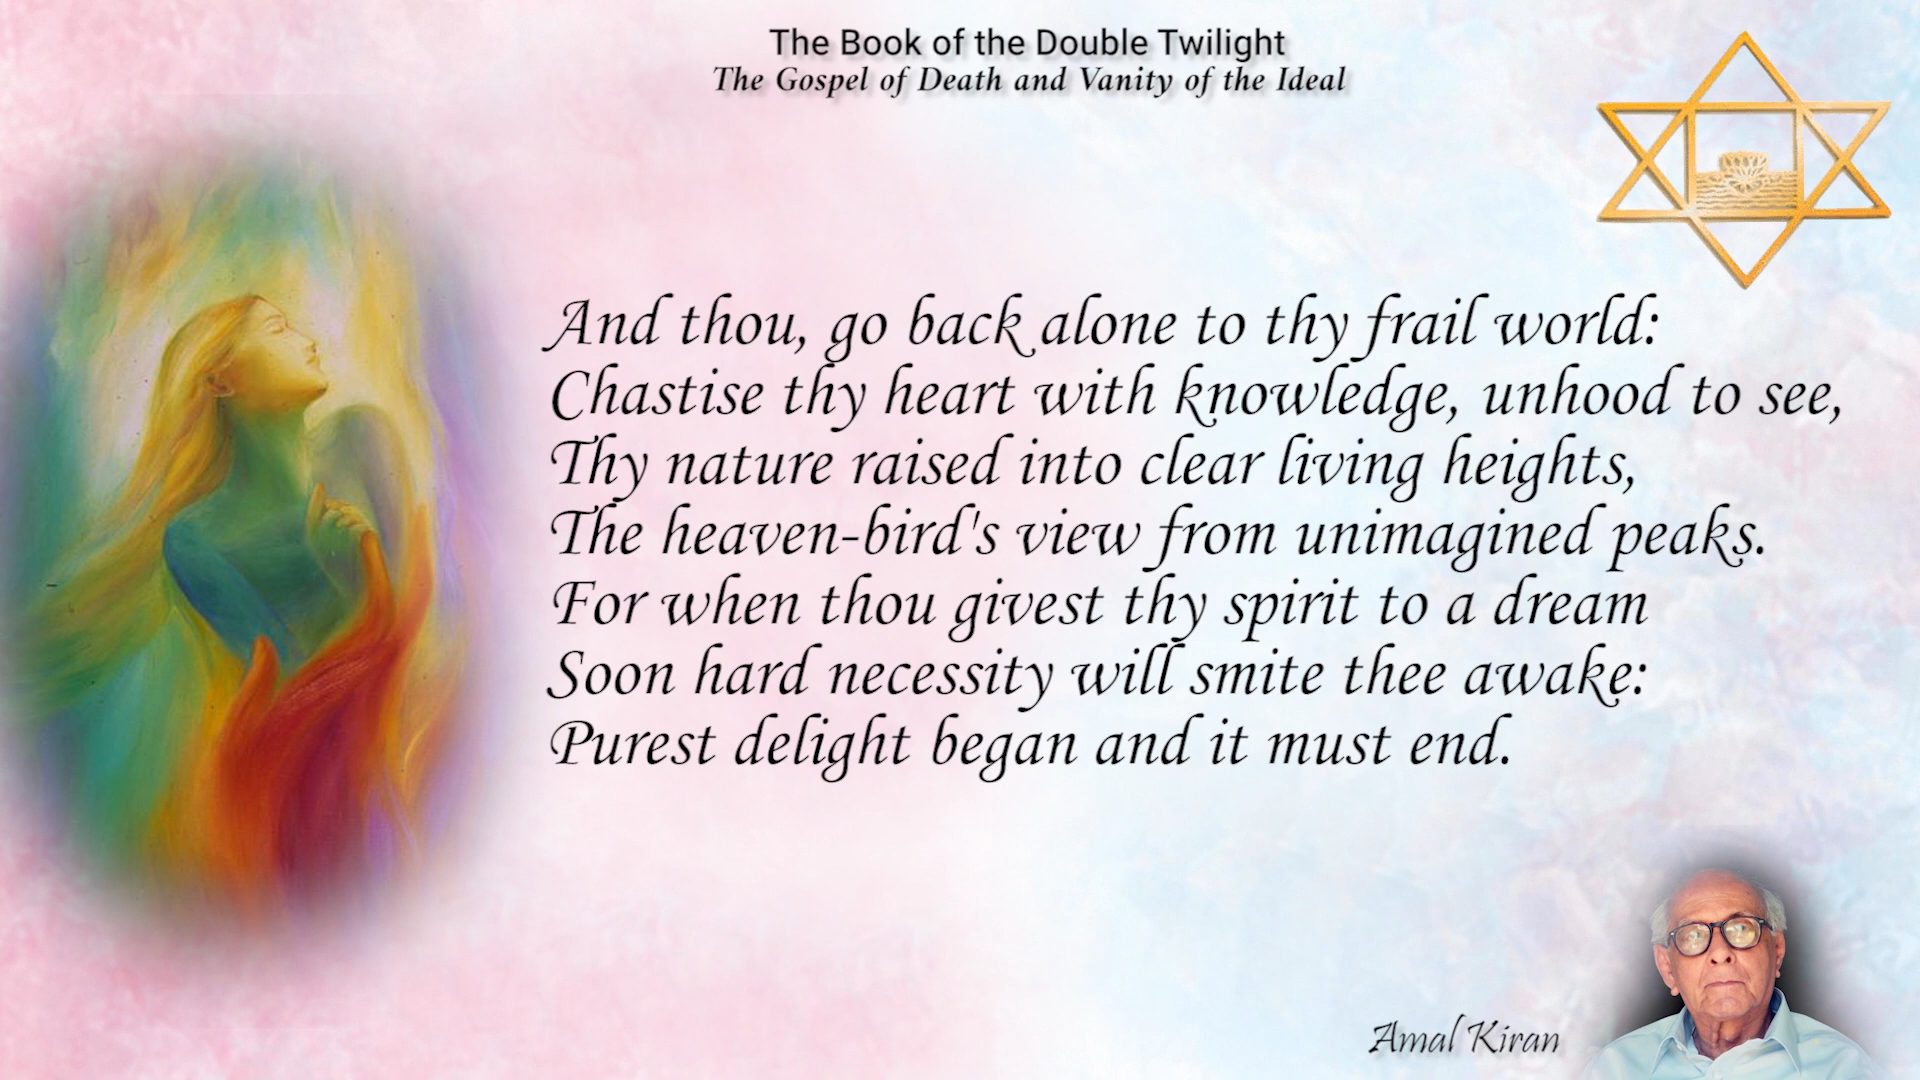 The Book of the Double Twilight
The Gospel of Death and Vanity of the Ideal
And thou, go back alone to thy frail world:
Chastise thy heart with knowledge, unhood to see,
Thy nature raised into clear living heights,
The heaven-bird's view from unimagined peaks.
For when thou givest thy spirit to a dream
Soon hard necessity will smite thee awake:
Purest delight began and it must end.
Amal Kiran